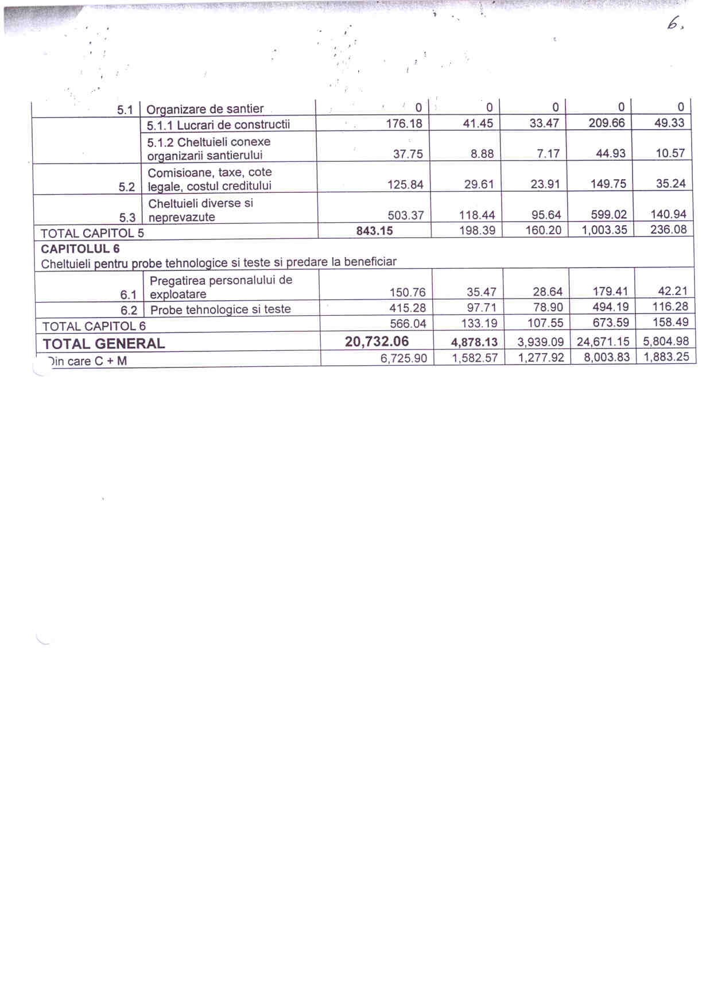 6.
5.1 Organizare de santier 0 0 0 0 0
5.1.1 Lucrari de constructii 176.18 41.45 33.47 209.66 49.33
5.1.2 Cheltuieli conexe
organizarii santierului 37.75 8.88 7.17 44.93 10.57
Comisioane, taxe, cote
5.2 legale, costul creditului 125.84 29.61 23.91 149.75 35.24
Cheltuieli diverse si
5.3 neprevazute 503.37 118.44 95.64 599.02 140.94
TOTAL CAPITOL 5 843.15 198.39 160.20 1,003.35 236.08
CAPITOLUL 6
Cheltuieli pentru probe tehnologice si teste si predare la beneficiar
Pregatirea personalului de
6.1 exploatare 150.76 35.47 28.64 179.41 42.21
6.2 Probe tehnologice si teste 415.28 97.71 78.90 494.19 116.28
TOTAL CAPITOL 6 566.04 133.19 107.55 673.59 158.49
TOTAL GENERAL 20,732.06 4,878.13 3,939.09 24,671.15 5,804.98
Din care C + M 6,725.90 1,582.57 1,277.92 8,003.83 1,883.25